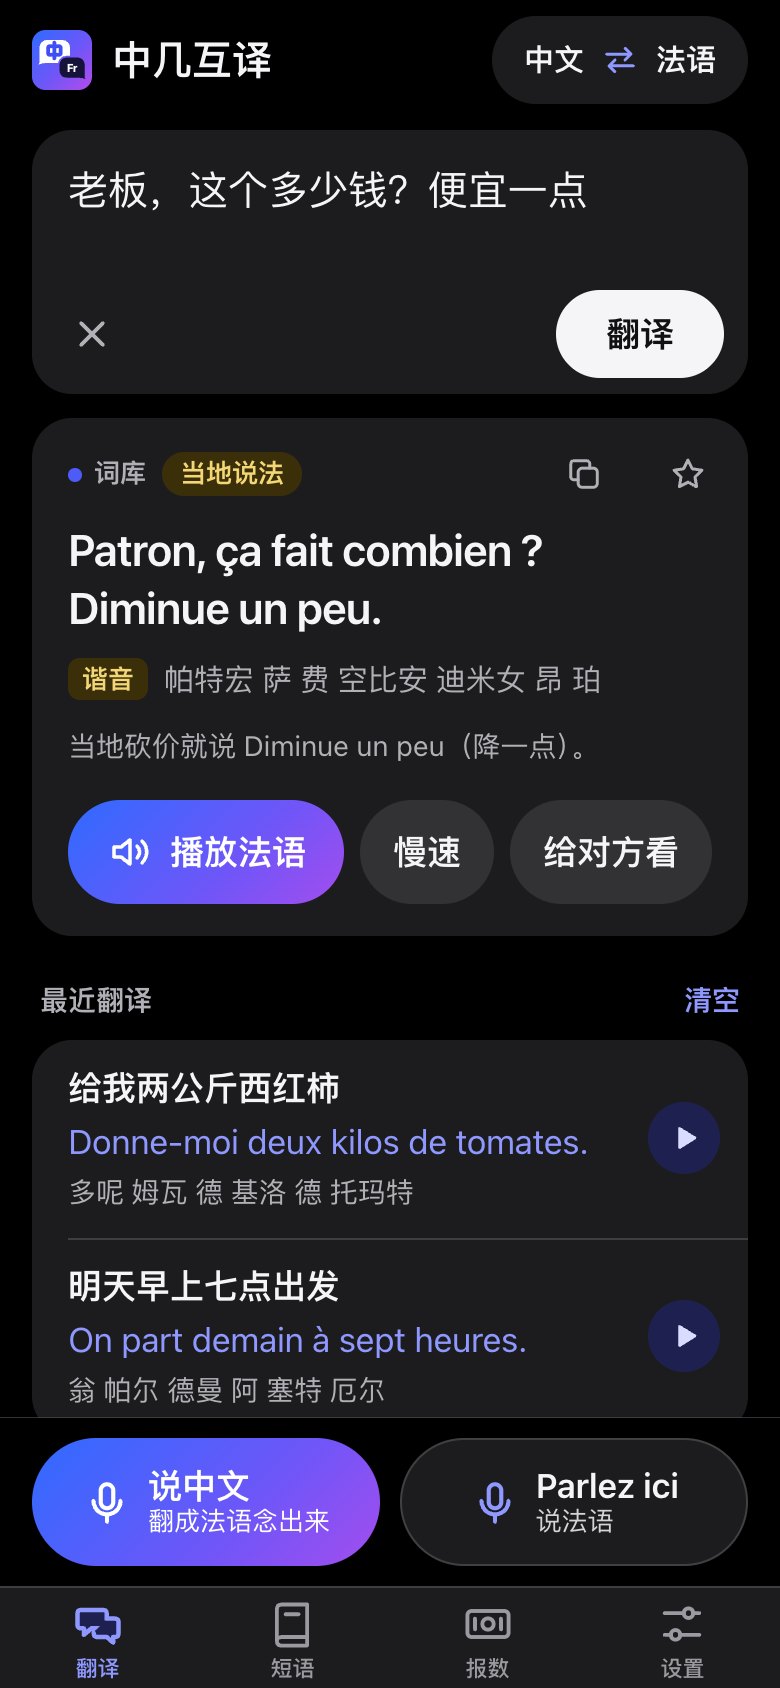 中 Fr 中几互译
中文 ⇄ 法语
老板，这个多少钱？便宜一点
翻译
词库 当地说法
Patron, ça fait combien ?
Diminue un peu.
谐音 帕特宏 萨 费 空比安 迪米女 昂 珀
当地砍价就说 Diminue un peu（降一点）。
播放法语 慢速 给对方看
最近翻译 清空
给我两公斤西红柿
Donne-moi deux kilos de tomates.
多呢 姆瓦 德 基洛 德 托玛特
明天早上七点出发
On part demain à sept heures.
翁 帕尔 德曼 阿 塞特 厄尔
说中文
翻成法语念出来
Parlez ici
说法语
翻译 短语 报数 设置